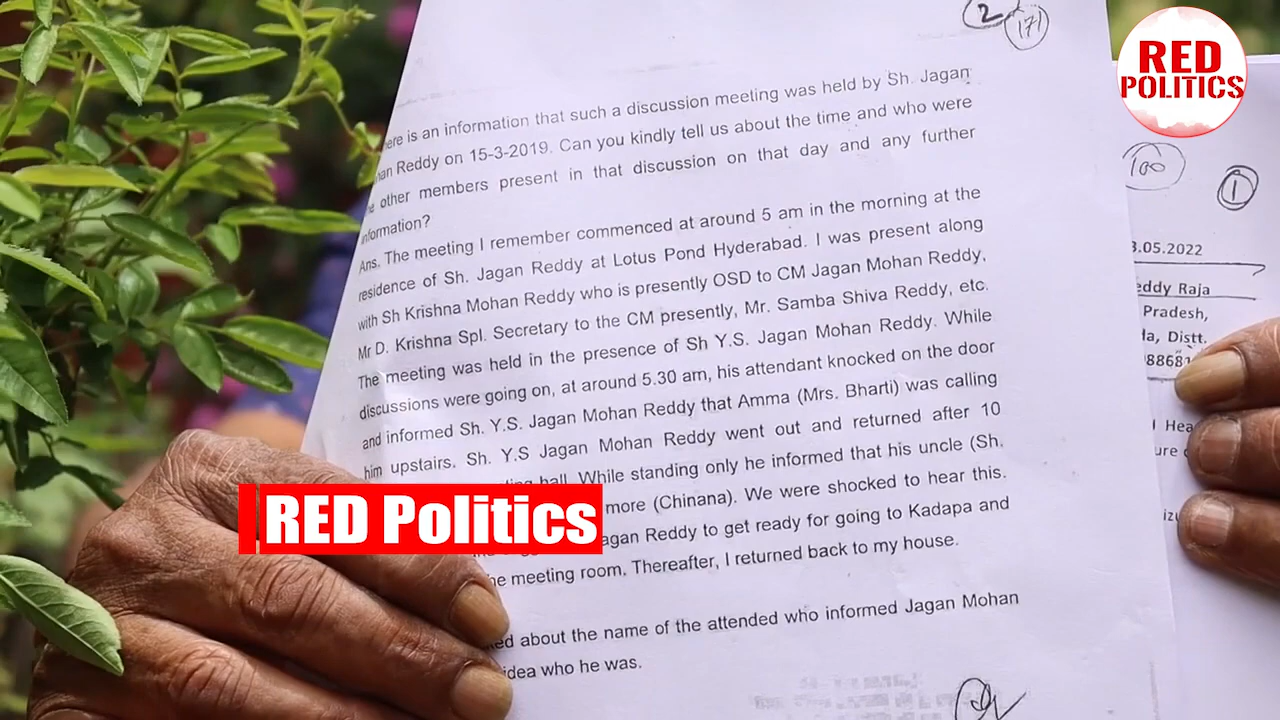 2
171
RED
POLITICS
ere is an information that such a discussion meeting was held by Sh. Jagan
an Reddy on 15-3-2019. Can you kindly tell us about the time and who were
e other members present in that discussion on that day and any further
nformation?
Ans. The meeting I remember commenced at around 5 am in the morning at the
residence of Sh. Jagan Reddy at Lotus Pond Hyderabad. I was present along
with Sh Krishna Mohan Reddy who is presently OSD to CM Jagan Mohan Reddy,
Mr D. Krishna Spl. Secretary to the CM presently, Mr. Samba Shiva Reddy, etc.
The meeting was held in the presence of Sh Y.S. Jagan Mohan Reddy. While
discussions were going on, at around 5.30 am, his attendant knocked on the door
and informed Sh. Y.S. Jagan Mohan Reddy that Amma (Mrs. Bharti) was calling
him upstairs. Sh. Y.S Jagan Mohan Reddy went out and returned after 10
hall. While standing only he informed that his uncle (Sh.
more (Chinana). We were shocked to hear this.
agan Reddy to get ready for going to Kadapa and
he meeting room. Thereafter, I returned back to my house.
ed about the name of the attended who informed Jagan Mohan
idea who he was.
RED Politics
100
1
3.05.2022
eddy Raja
Pradesh,
la, Distt.
88681
Hea
ure
izu